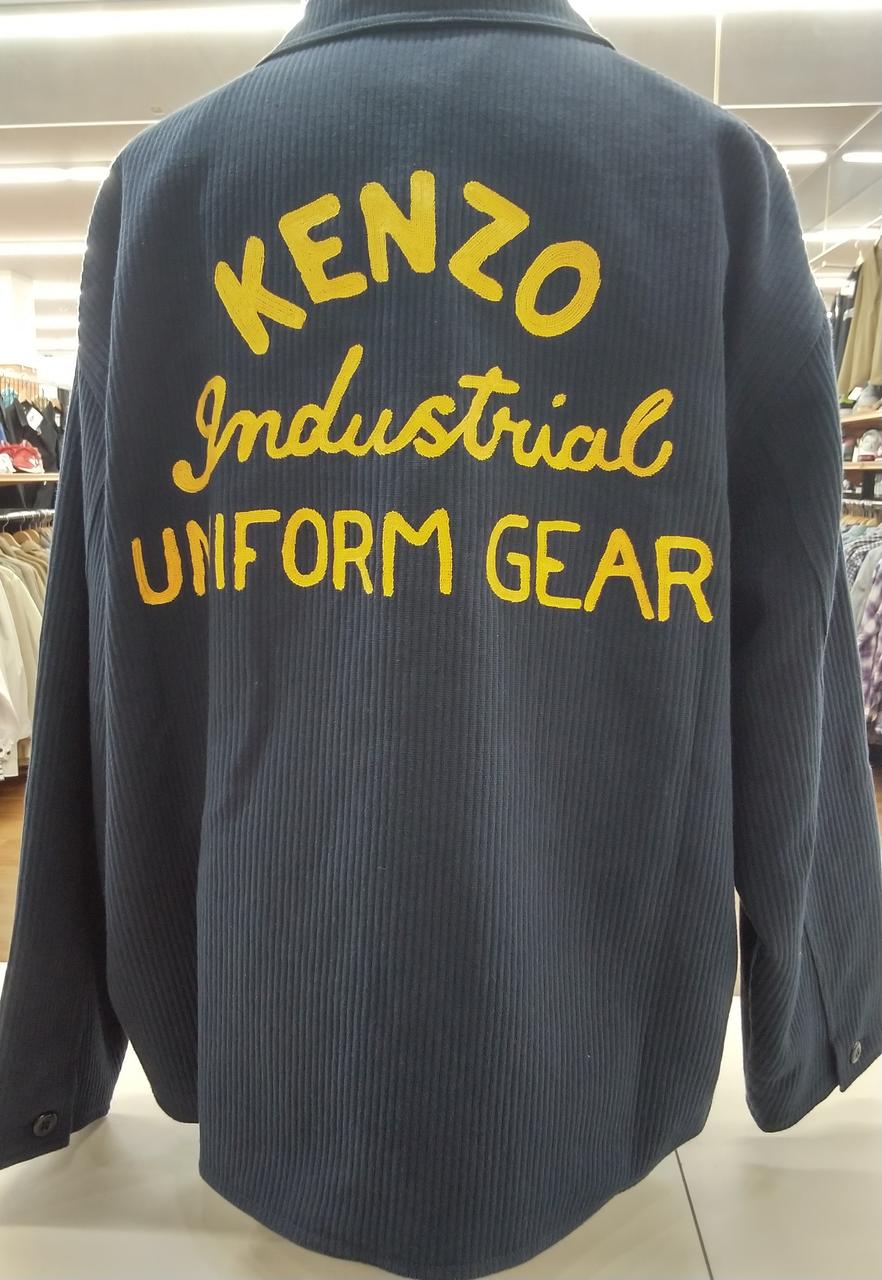 KENZO
Industrial
UNIFORM GEAR